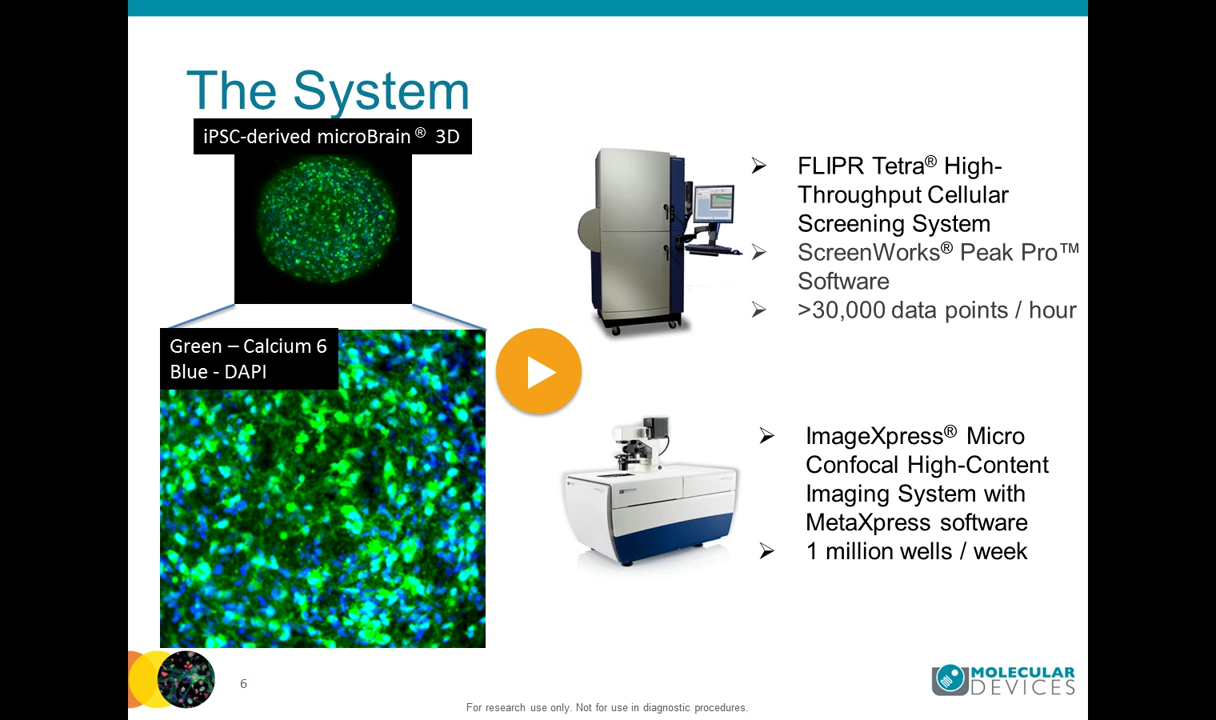 The System
iPSC-derived microBrain® 3D
Green – Calcium 6
Blue - DAPI
➢ FLIPR Tetra® High-
Throughput Cellular
Screening System
➢ ScreenWorks® Peak Pro™
Software
➢ >30,000 data points / hour
➢ ImageXpress® Micro
Confocal High-Content
Imaging System with
MetaXpress software
➢ 1 million wells / week
6
For research use only. Not for use in diagnostic procedures.
MOLECULAR
DEVICES